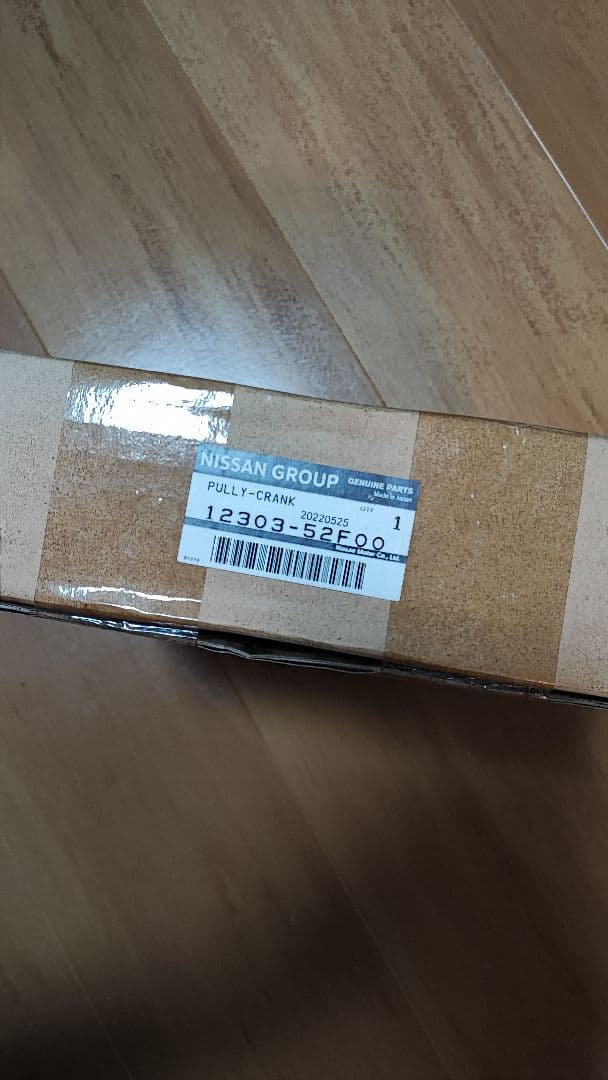 NISSAN GROUP GENUINE PARTS
Made in Japan
PULLY-CRANK
QTY
20220525 1
12303-52F00
Nissan Motor Co., Ltd.